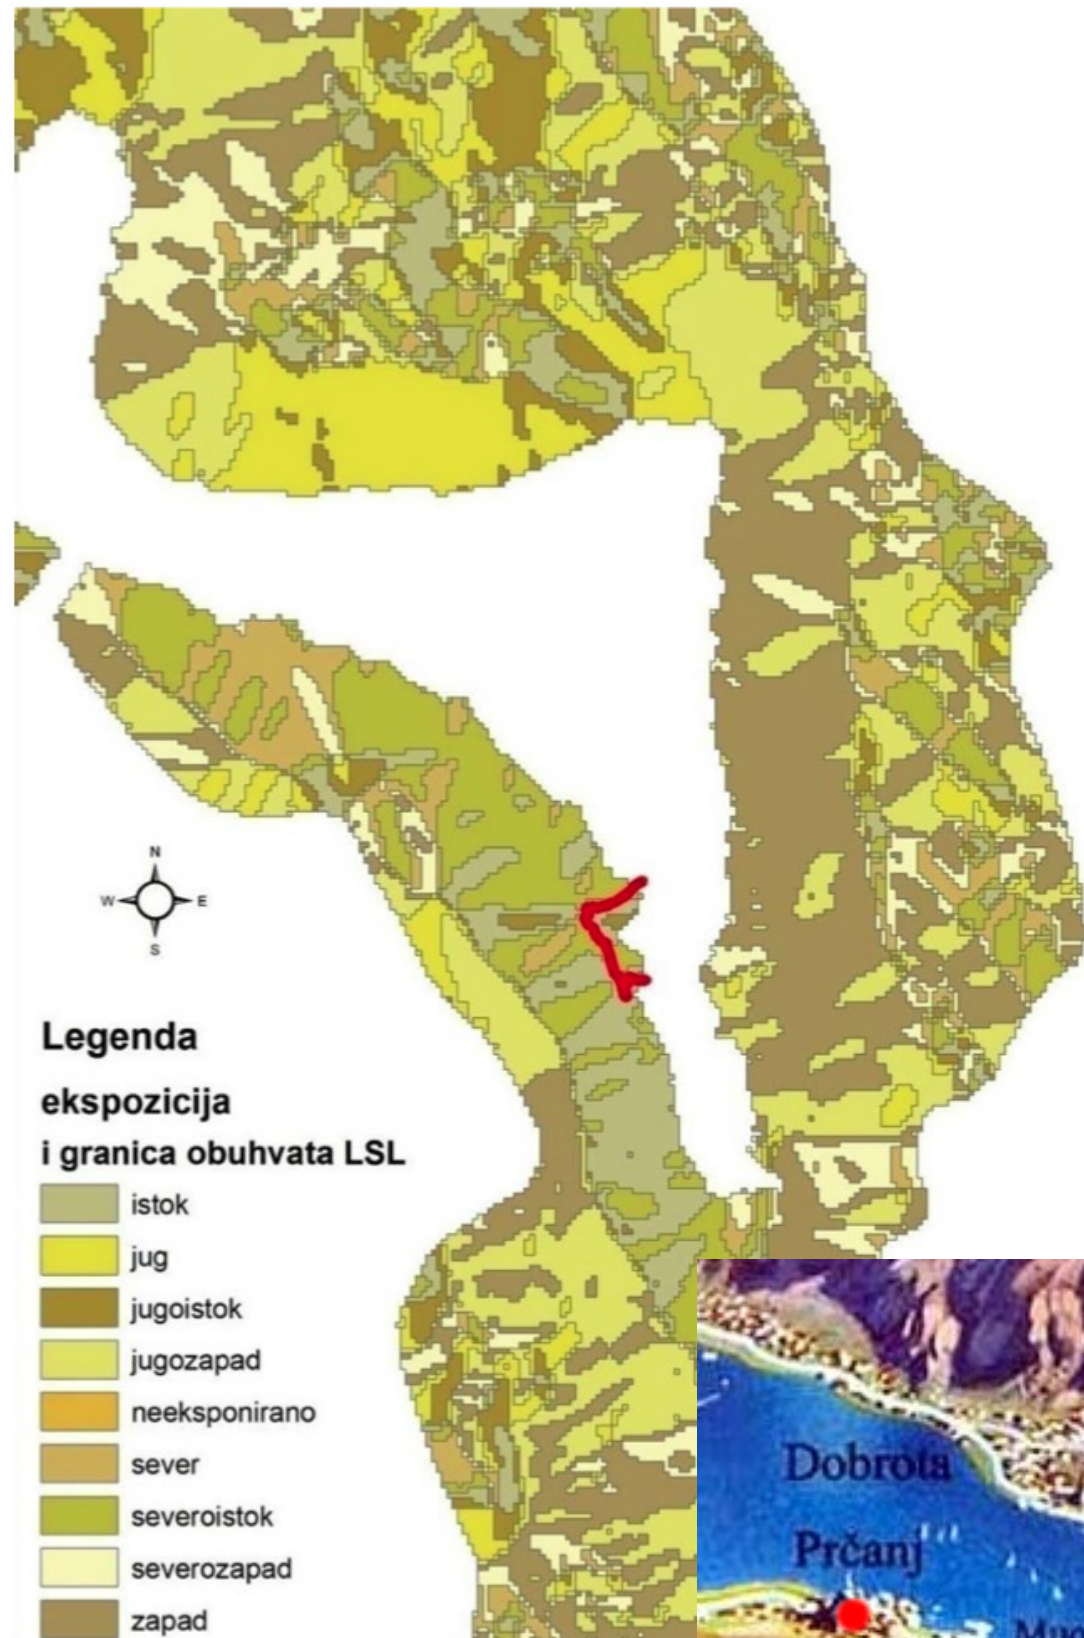 N
W E
S
Legenda
ekspozicija
i granica obuhvata LSL
istok
jug
jugoistok
jugozapad
neeksponirano
sever
severoistok
severozapad
zapad
Dobrota
Prčanj